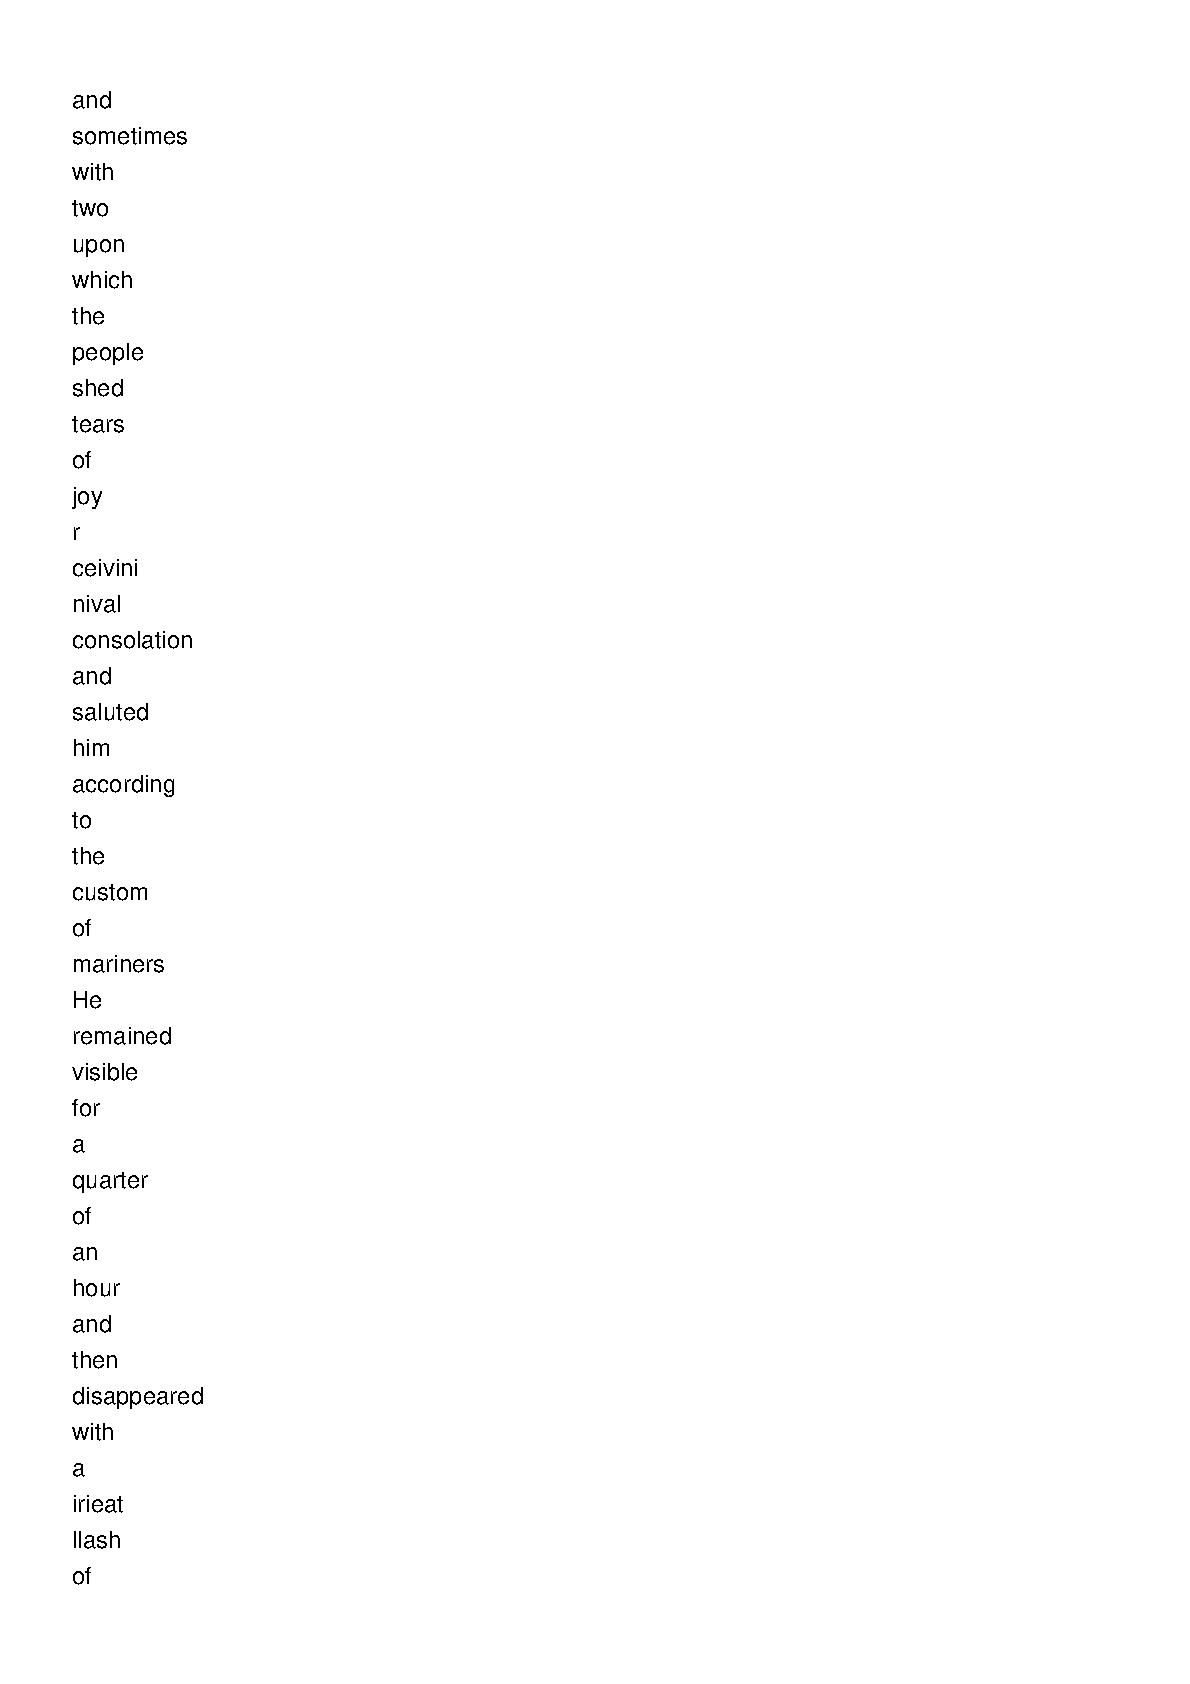 and
sometimes
with
two
upon
which
the
people
shed
tears
of
joy
r
ceivini
nival
consolation
and
saluted
him
according
to
the
custom
of
mariners
He
remained
visible
for
a
quarter
of
an
hour
and
then
disappeared
with
a
irieat
llash
of